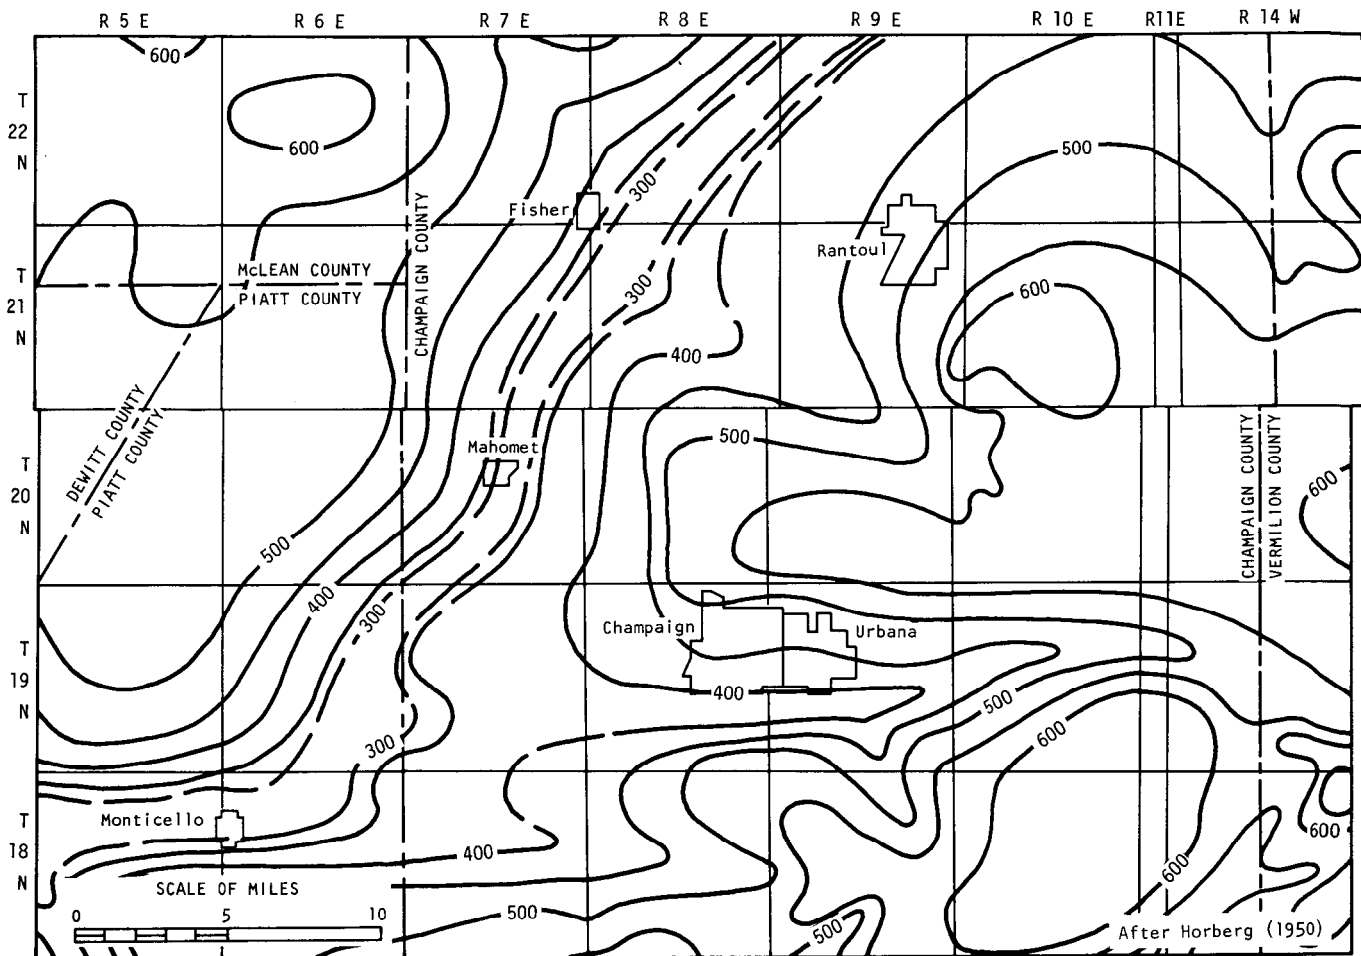 R 5 E R 6 E R 7 E R 8 E R 9 E R 10 E R11E R 14 W
600
T
22
N
600
500
300
CHAMPAIGN COUNTY
Fisher
Rantoul
McLEAN COUNTY
PIATT COUNTY
T
21
N
300
600
400
DEWITT COUNTY
PIATT COUNTY
Mahomet
500
T
20
N
600
CHAMPAIGN COUNTY
VERMILION COUNTY
500
400
300
Champaign
Urbana
T
19
N
400
500
300
600
Monticello
T
18
N
400
600
600
SCALE OF MILES
0 5 10
500
500
After Horberg (1950)